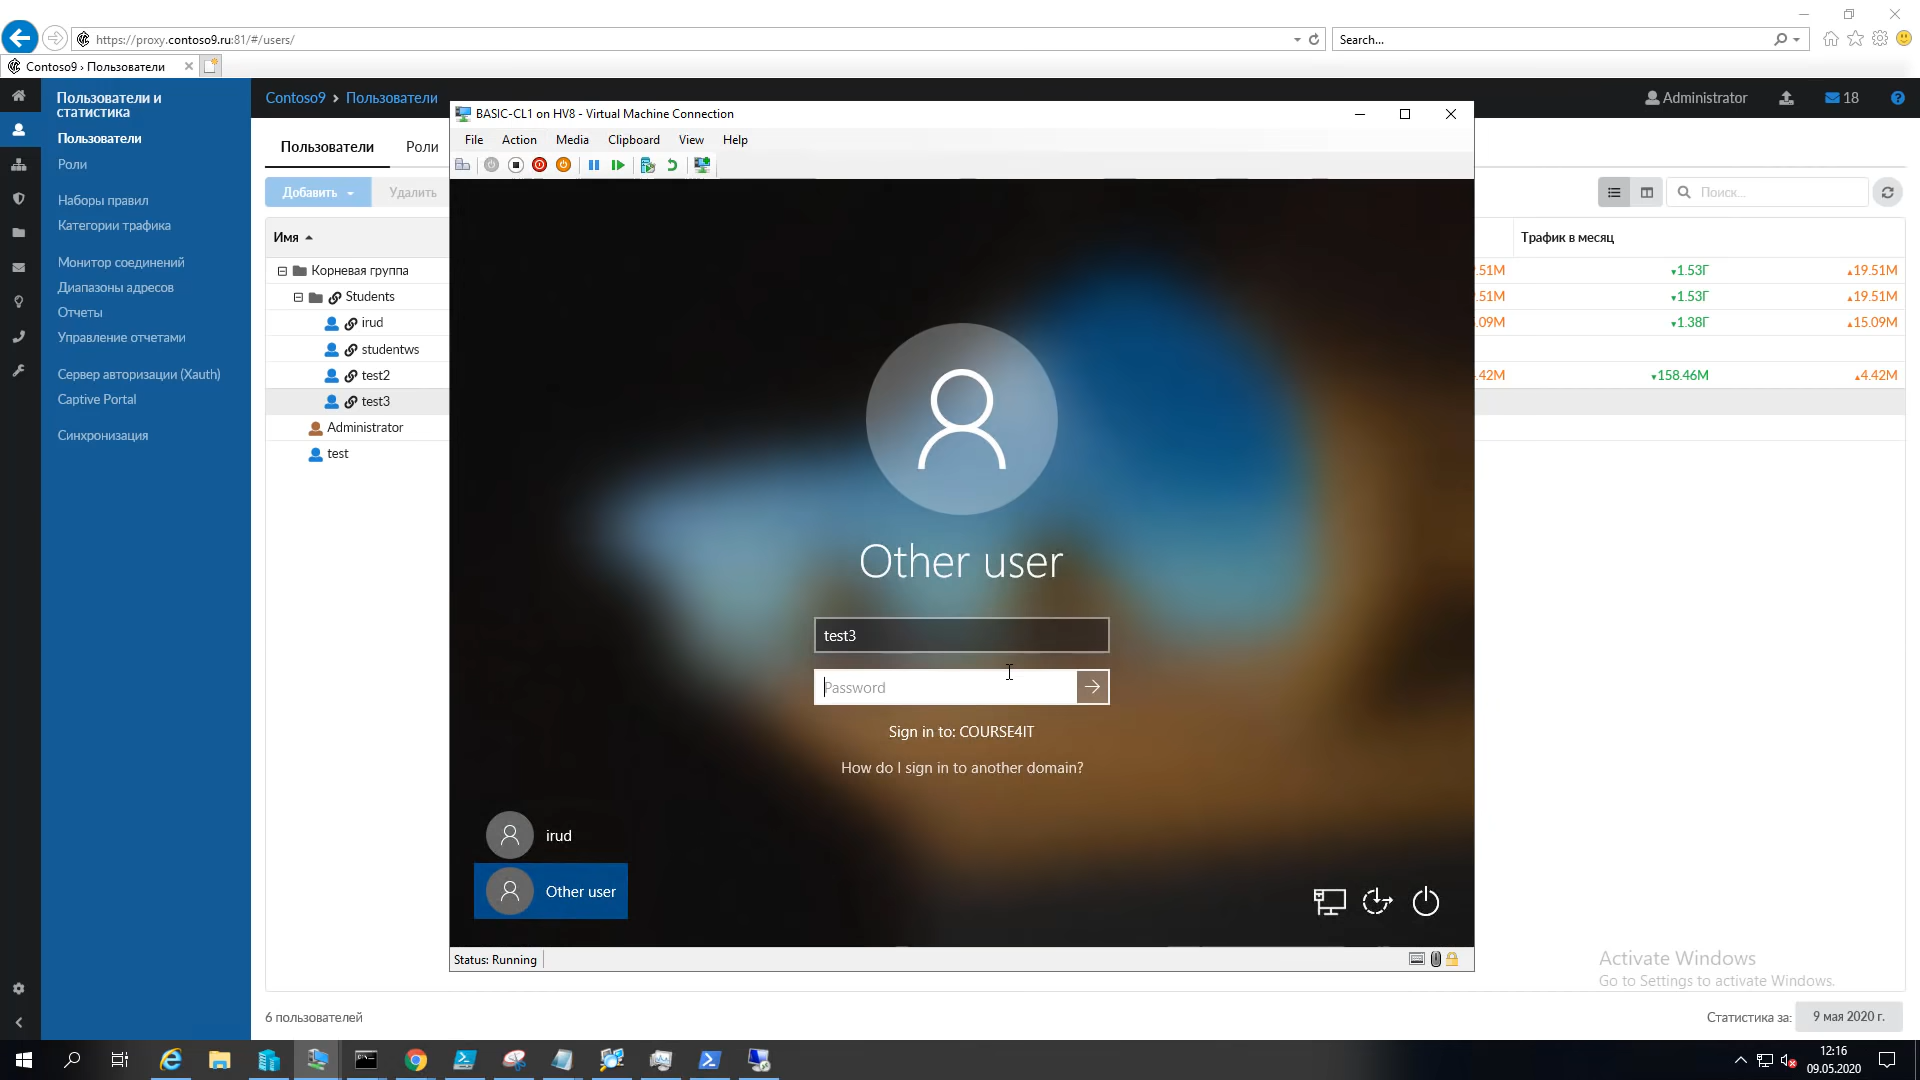 https://proxy.contoso9.ru:81/#/users/
Search...
Contoso9 › Пользователи
Пользователи и
статистика
Пользователи
Роли
Наборы правил
Категории трафика
Монитор соединений
Диапазоны адресов
Отчеты
Управление отчетами
Сервер авторизации (Xauth)
Captive Portal
Синхронизация
Contoso9 > Пользователи
Administrator
18
Пользователи
Роли
Добавить
Удалить
Поиск...
Имя
Трафик в месяц
Корневая группа
.51M
1.53Г
19.51M
Students
.51M
1.53Г
19.51M
irud
.09M
1.38Г
15.09M
studentws
test2
.42M
158.46M
4.42M
test3
Administrator
test
BASIC-CL1 on HV8 - Virtual Machine Connection
File Action Media Clipboard View Help
Other user
test3
Password
Sign in to: COURSE4IT
How do I sign in to another domain?
irud
Other user
Status: Running
Activate Windows
Go to Settings to activate Windows.
6 пользователей
Статистика за:
9 мая 2020 г.
12:16
09.05.2020